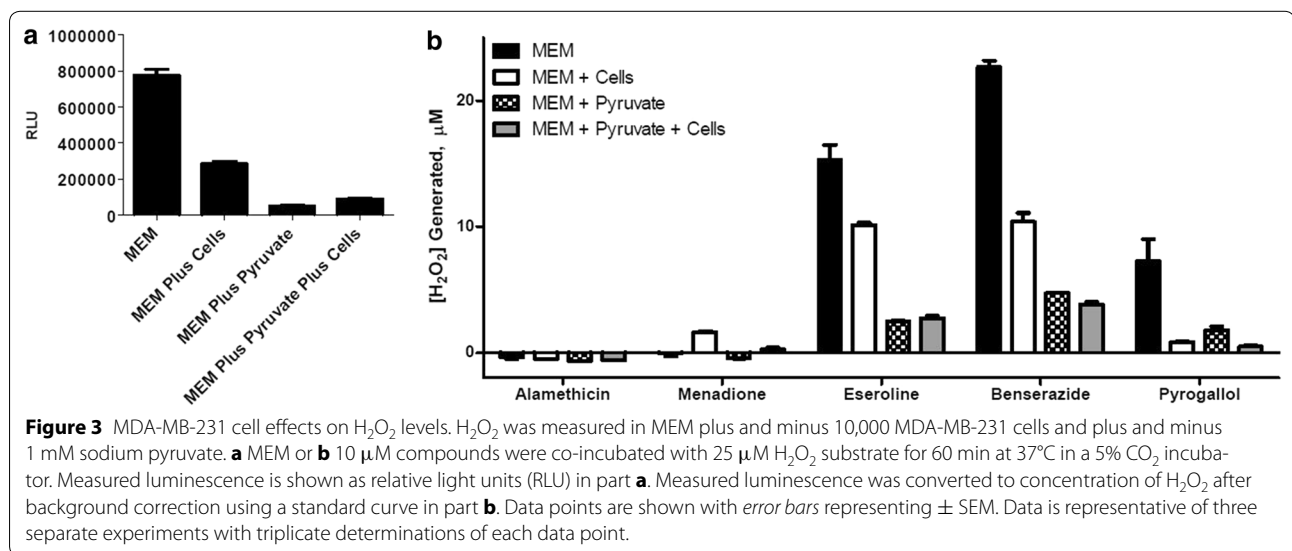 a
1000000
800000
600000
400000
200000
0
RLU
MEM
MEM Plus Cells
MEM Plus Pyruvate
MEM Plus Pyruvate Plus Cells
b
MEM
MEM + Cells
MEM + Pyruvate
MEM + Pyruvate + Cells
20
10
0
[H₂O₂] Generated, µM
Alamethicin
Menadione
Eseroline
Benserazide
Pyrogallol
Figure 3 MDA-MB-231 cell effects on H₂O₂ levels. H₂O₂ was measured in MEM plus and minus 10,000 MDA-MB-231 cells and plus and minus
1 mM sodium pyruvate. a MEM or b 10 µM compounds were co-incubated with 25 µM H₂O₂ substrate for 60 min at 37°C in a 5% CO₂ incuba-
tor. Measured luminescence is shown as relative light units (RLU) in part a. Measured luminescence was converted to concentration of H₂O₂ after
background correction using a standard curve in part b. Data points are shown with error bars representing ± SEM. Data is representative of three
separate experiments with triplicate determinations of each data point.